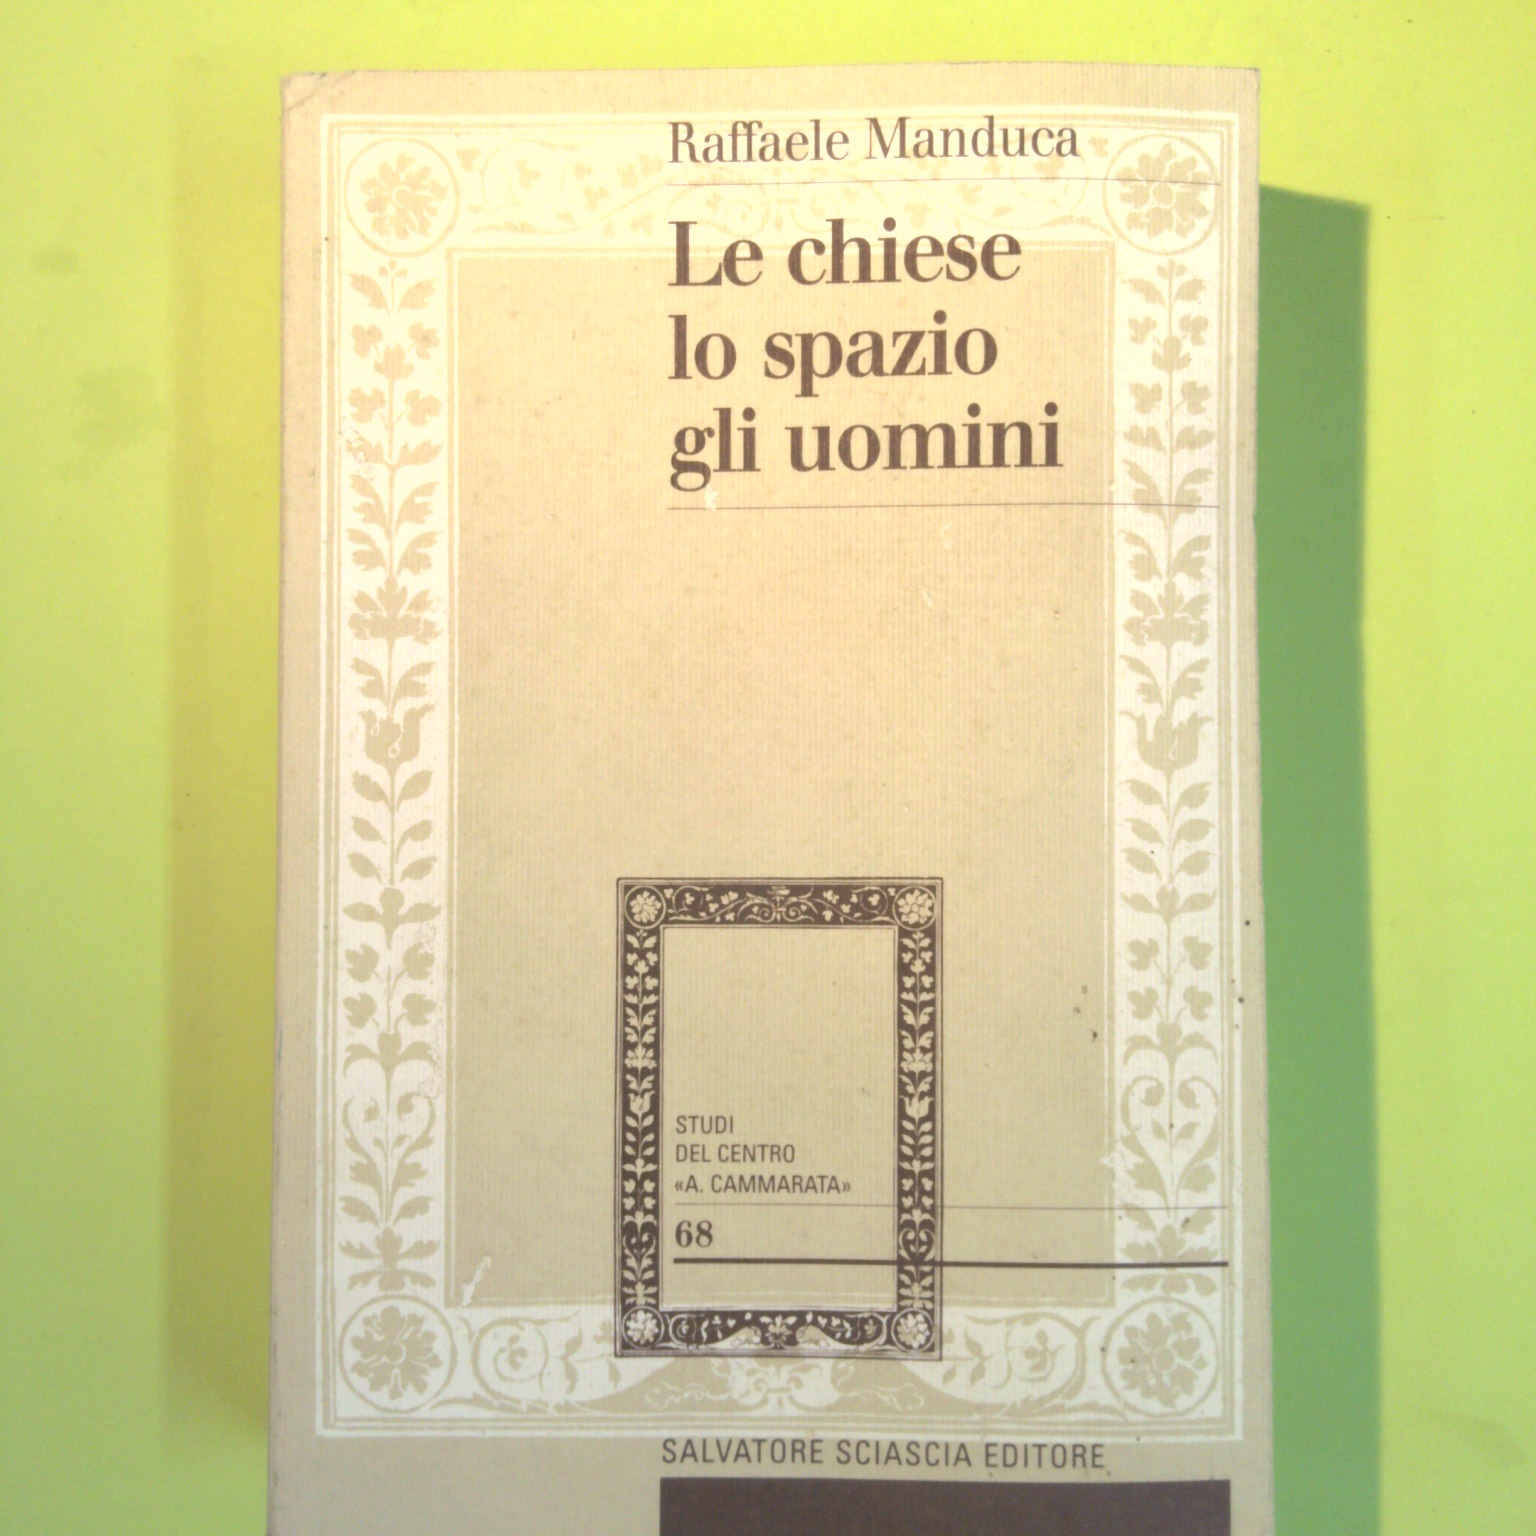 Raffaele Manduca
Le chiese
lo spazio
gli uomini
STUDI
DEL CENTRO
«A. CAMMARATA»
68
SALVATORE SCIASCIA EDITORE